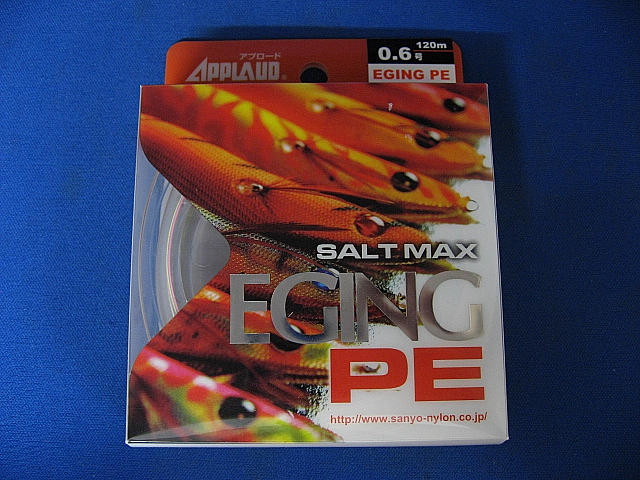 アプロード
APPLAUD®
120m
0.6号
EGING PE
SALT MAX
EGING
PE
http://www.sanyo-nylon.co.jp/